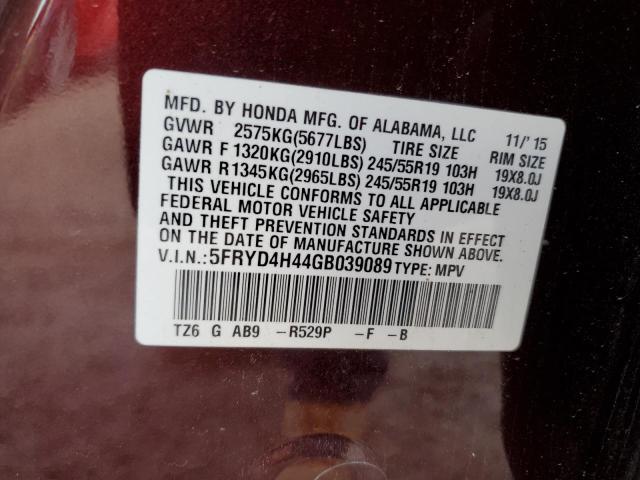 MFD. BY HONDA MFG. OF ALABAMA, LLC 11/'15
GVWR 2575KG(5677LBS) TIRE SIZE RIM SIZE
GAWR F 1320KG(2910LBS) 245/55R19 103H 19X8.0J
GAWR R 1345KG(2965LBS) 245/55R19 103H 19X8.0J
THIS VEHICLE CONFORMS TO ALL APPLICABLE
FEDERAL MOTOR VEHICLE SAFETY
AND THEFT PREVENTION STANDARDS IN EFFECT
ON THE DATE OF MANUFACTURE SHOWN ABOVE.
V.I.N.: 5FRYD4H44GB039089 TYPE: MPV
TZ6 G AB9 -R529P -F -B